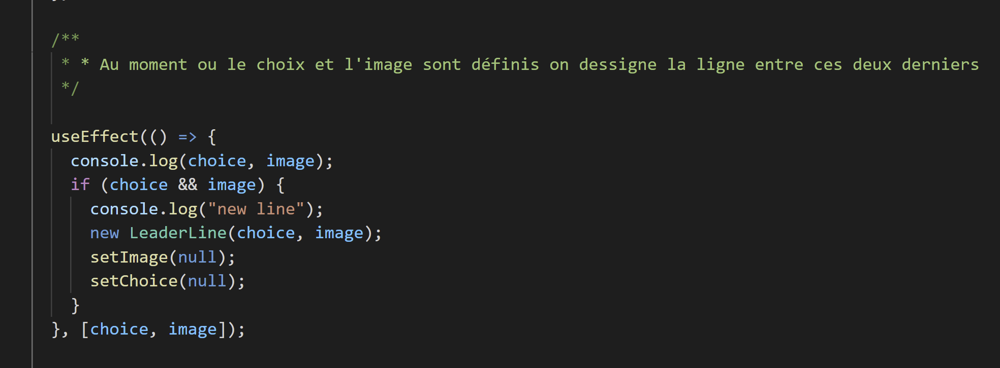 /**
* * Au moment ou le choix et l'image sont définis on dessigne la ligne entre ces deux derniers
*/
useEffect(() => {
console.log(choice, image);
if (choice && image) {
console.log("new line");
new LeaderLine(choice, image);
setImage(null);
setChoice(null);
}
}, [choice, image]);